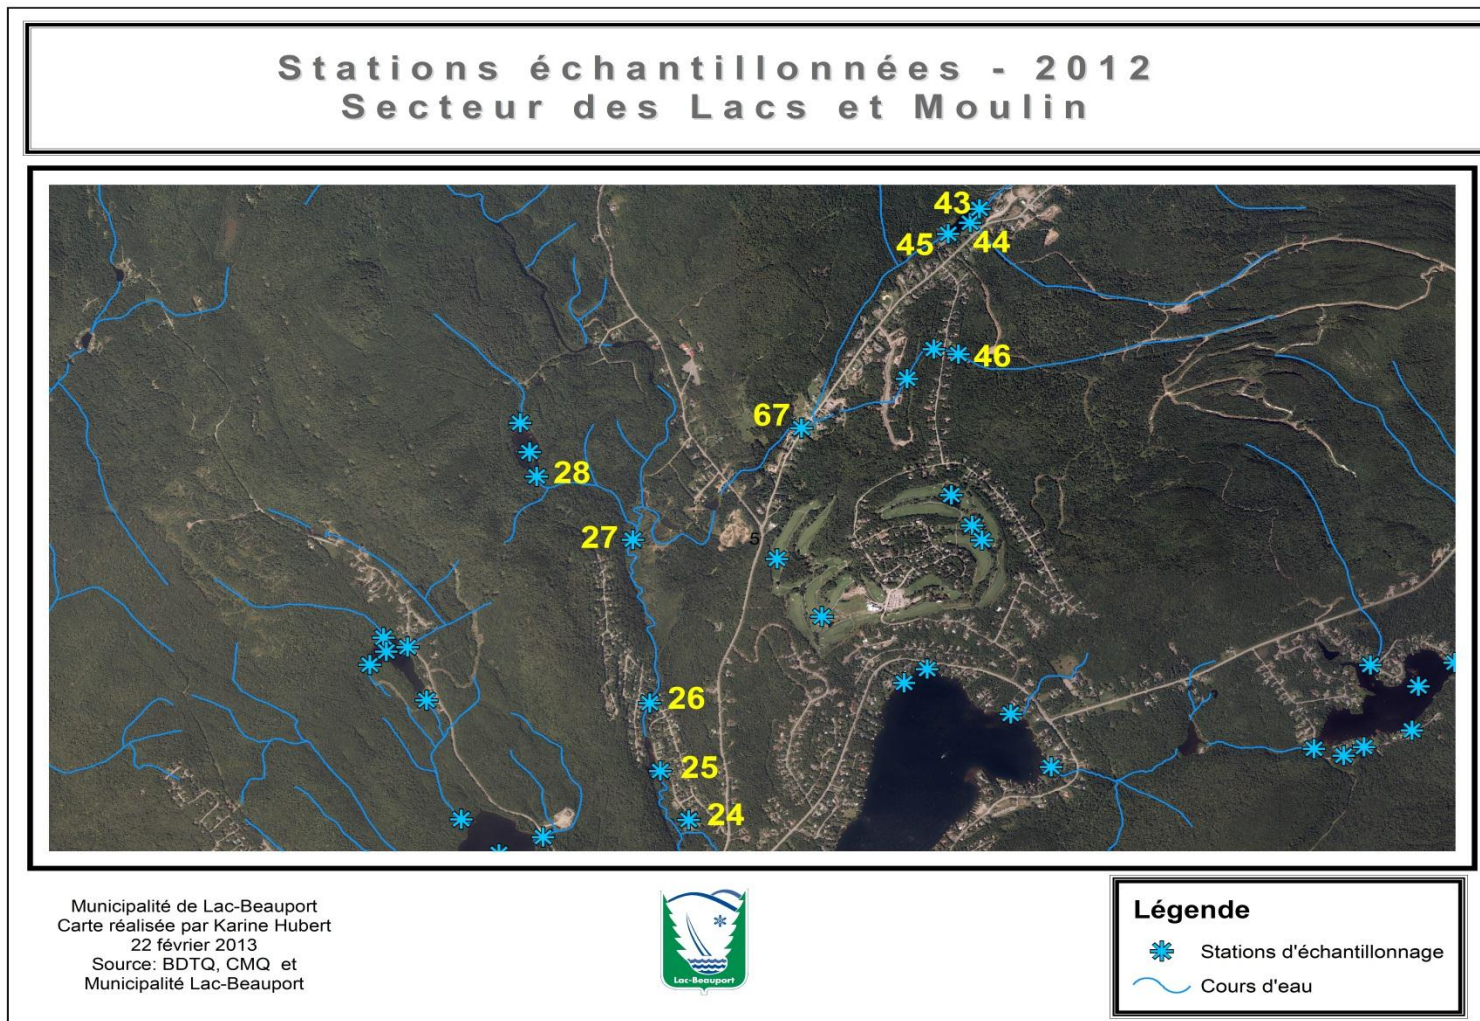 Stations échantillonnées - 2012
Secteur des Lacs et Moulin
43
45
44
46
67
28
27
5
26
25
24
Municipalité de Lac-Beauport
Carte réalisée par Karine Hubert
22 février 2013
Source: BDTQ, CMQ et
Municipalité Lac-Beauport
Lac-Beauport
Légende
Stations d'échantillonnage
Cours d'eau